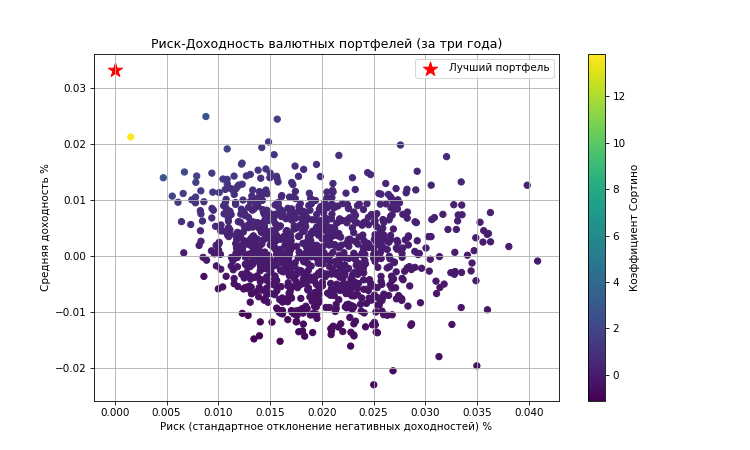 Риск-Доходность валютных портфелей (за три года)
Лучший портфель
Средняя доходность %
0.03
0.02
0.01
0.00
−0.01
−0.02
0.000 0.005 0.010 0.015 0.020 0.025 0.030 0.035 0.040
Риск (стандартное отклонение негативных доходностей) %
12
10
8
6
4
2
0
Коэффициент Сортино